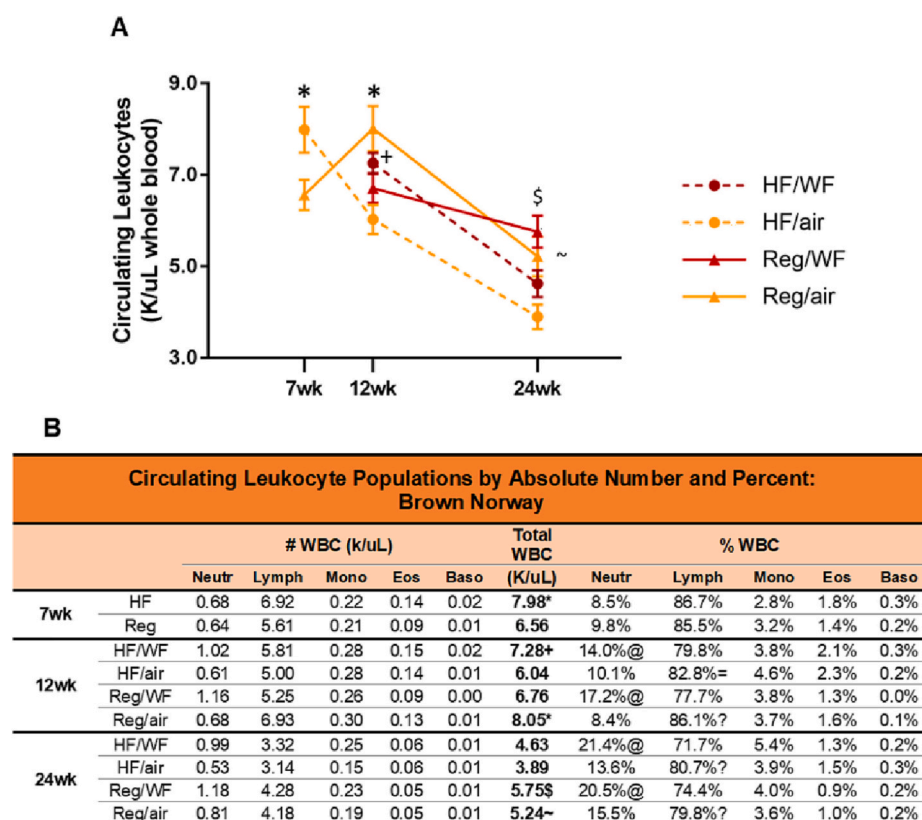 A
Circulating Leukocytes
(K/uL whole blood)
9.0
7.0
5.0
3.0
* *
+
$
~
7wk 12wk 24wk
HF/WF
HF/air
Reg/WF
Reg/air
B
Circulating Leukocyte Populations by Absolute Number and Percent:
Brown Norway
# WBC (k/uL) Total WBC (K/uL) % WBC
Neutr Lymph Mono Eos Baso Neutr Lymph Mono Eos Baso
7wk HF 0.68 6.92 0.22 0.14 0.02 7.98* 8.5% 86.7% 2.8% 1.8% 0.3%
Reg 0.64 5.61 0.21 0.09 0.01 6.56 9.8% 85.5% 3.2% 1.4% 0.2%
12wk HF/WF 1.02 5.81 0.28 0.15 0.02 7.28+ 14.0%@ 79.8% 3.8% 2.1% 0.3%
HF/air 0.61 5.00 0.28 0.14 0.01 6.04 10.1% 82.8%= 4.6% 2.3% 0.2%
Reg/WF 1.16 5.25 0.26 0.09 0.00 6.76 17.2%@ 77.7% 3.8% 1.3% 0.0%
Reg/air 0.68 6.93 0.30 0.13 0.01 8.05* 8.4% 86.1%? 3.7% 1.6% 0.1%
24wk HF/WF 0.99 3.32 0.25 0.06 0.01 4.63 21.4%@ 71.7% 5.4% 1.3% 0.2%
HF/air 0.53 3.14 0.15 0.06 0.01 3.89 13.6% 80.7%? 3.9% 1.5% 0.3%
Reg/WF 1.18 4.28 0.23 0.05 0.01 5.75$ 20.5%@ 74.4% 4.0% 0.9% 0.2%
Reg/air 0.81 4.18 0.19 0.05 0.01 5.24~ 15.5% 79.8%? 3.6% 1.0% 0.2%